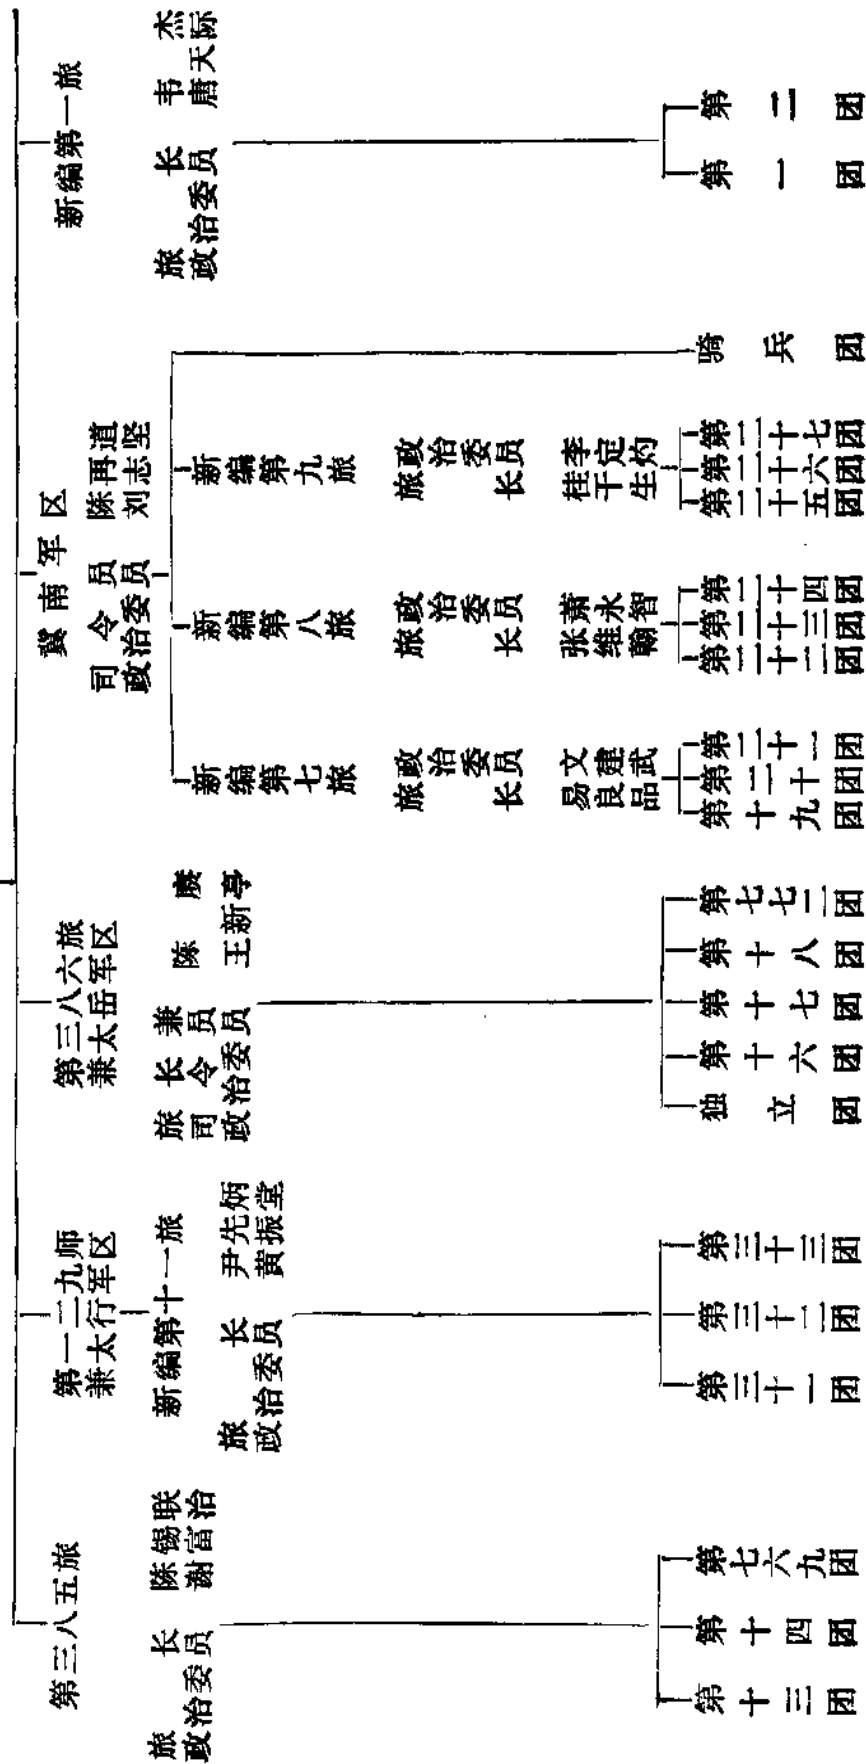 第三八五旅
旅长 陈锡联
政治委员 谢富治
第十三团
第十四团
第七六九团
第一二九师
兼太行军区
新编第十一旅
旅长 尹先炳
政治委员 黄振堂
第三十一团
第三十二团
第三十三团
第三八六旅
兼太岳军区
旅长兼
司令员 陈赓
政治委员 王新亭
独立团
第十六团
第十七团
第十八团
第七七二团
冀南军区
司令员 陈再道
政治委员 刘志坚
新编第七旅
旅长 易良品
政治委员 文建武
第十九团
第二十团
第二十一团
新编第八旅
旅长 张维翰
政治委员 萧永智
第二十二团
第二十三团
第二十四团
新编第九旅
旅长 桂干生
政治委员 李定灼
第二十五团
第二十六团
第二十七团
骑兵团
新编第一旅
旅长 韦杰
政治委员 唐天际
第一团
第二团